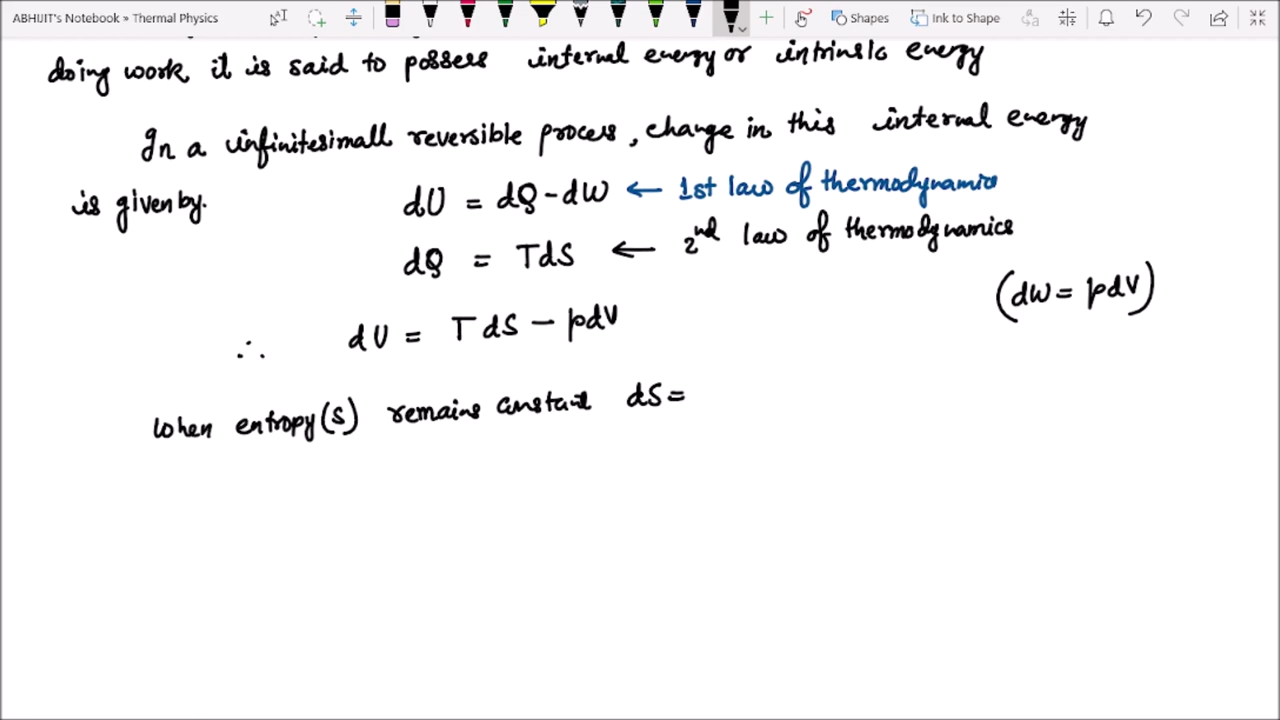 ABHIJIT's Notebook » Thermal Physics
Shapes
Ink to Shape
doing work it is said to possess internal energy or intrinsic energy
In a infinitesimall reversible process, change in this internal energy
is given by.
dU = dQ - dW ← 1st law of thermodynamics
dQ = TdS ← 2nd law of thermodynamics
(dW = pdV)
∴ dU = TdS - pdV
When entropy(S) remains constant dS =